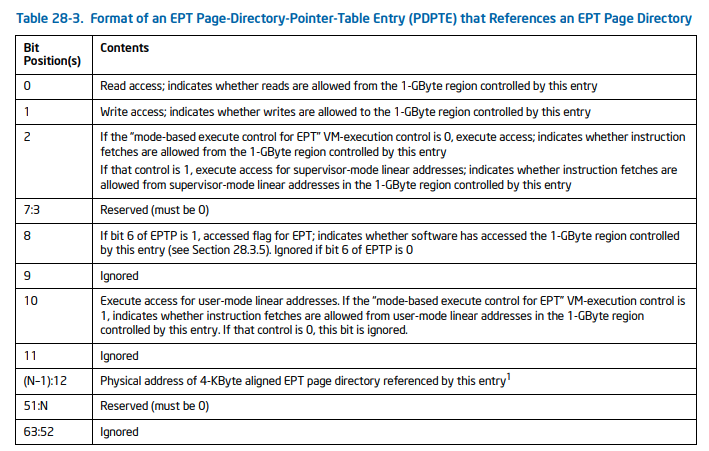 Table 28-3. Format of an EPT Page-Directory-Pointer-Table Entry (PDPTE) that References an EPT Page Directory
Bit
Position(s)
Contents
0
Read access; indicates whether reads are allowed from the 1-GByte region controlled by this entry
1
Write access; indicates whether writes are allowed to the 1-GByte region controlled by this entry
2
If the “mode-based execute control for EPT” VM-execution control is 0, execute access; indicates whether instruction
fetches are allowed from the 1-GByte region controlled by this entry
If that control is 1, execute access for supervisor-mode linear addresses; indicates whether instruction fetches are
allowed from supervisor-mode linear addresses in the 1-GByte region controlled by this entry
7:3
Reserved (must be 0)
8
If bit 6 of EPTP is 1, accessed flag for EPT; indicates whether software has accessed the 1-GByte region controlled
by this entry (see Section 28.3.5). Ignored if bit 6 of EPTP is 0
9
Ignored
10
Execute access for user-mode linear addresses. If the “mode-based execute control for EPT” VM-execution control is
1, indicates whether instruction fetches are allowed from user-mode linear addresses in the 1-GByte region
controlled by this entry. If that control is 0, this bit is ignored.
11
Ignored
(N–1):12
Physical address of 4-KByte aligned EPT page directory referenced by this entry1
51:N
Reserved (must be 0)
63:52
Ignored